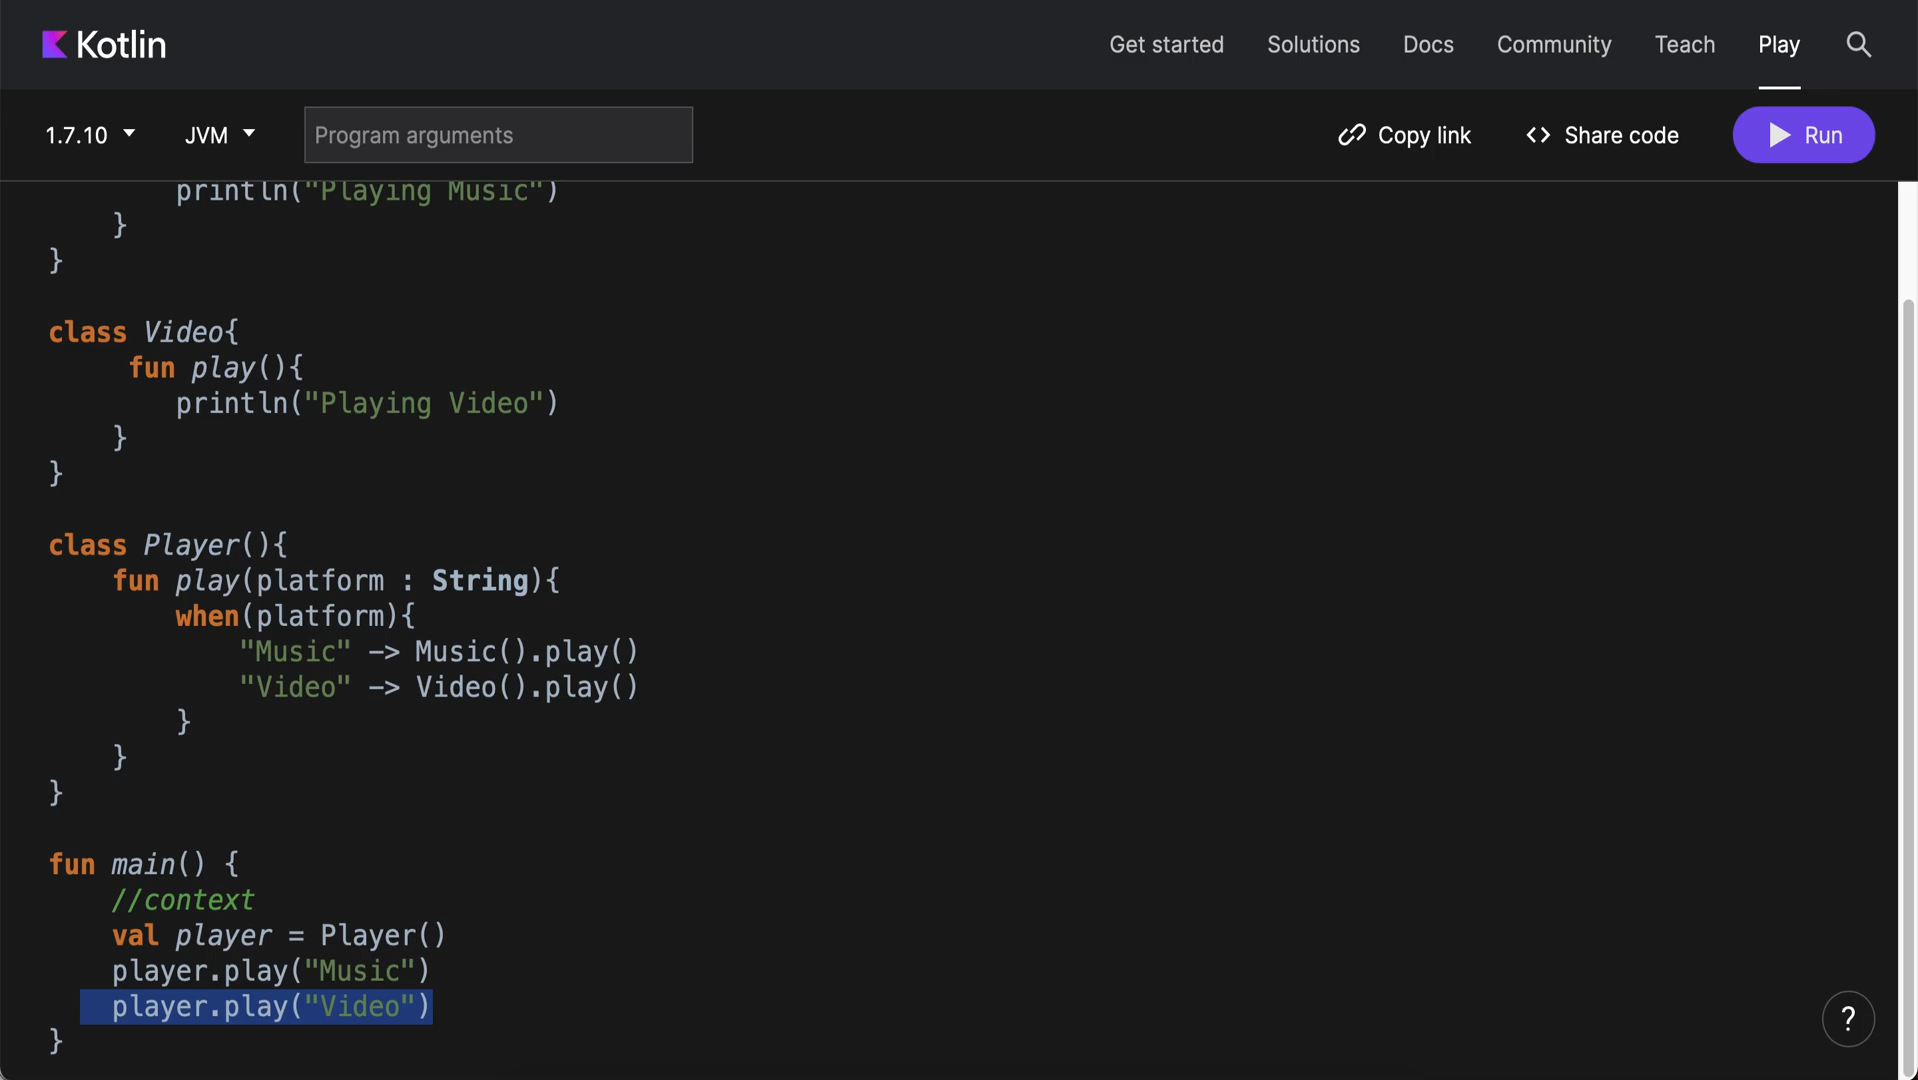 Kotlin
Get started Solutions Docs Community Teach Play
1.7.10 JVM Program arguments Copy link <> Share code Run
println("Playing Music")
}
}
class Video{
fun play(){
println("Playing Video")
}
}
class Player(){
fun play(platform : String){
when(platform){
"Music" -> Music().play()
"Video" -> Video().play()
}
}
}
fun main() {
//context
val player = Player()
player.play("Music")
player.play("Video")
}
?